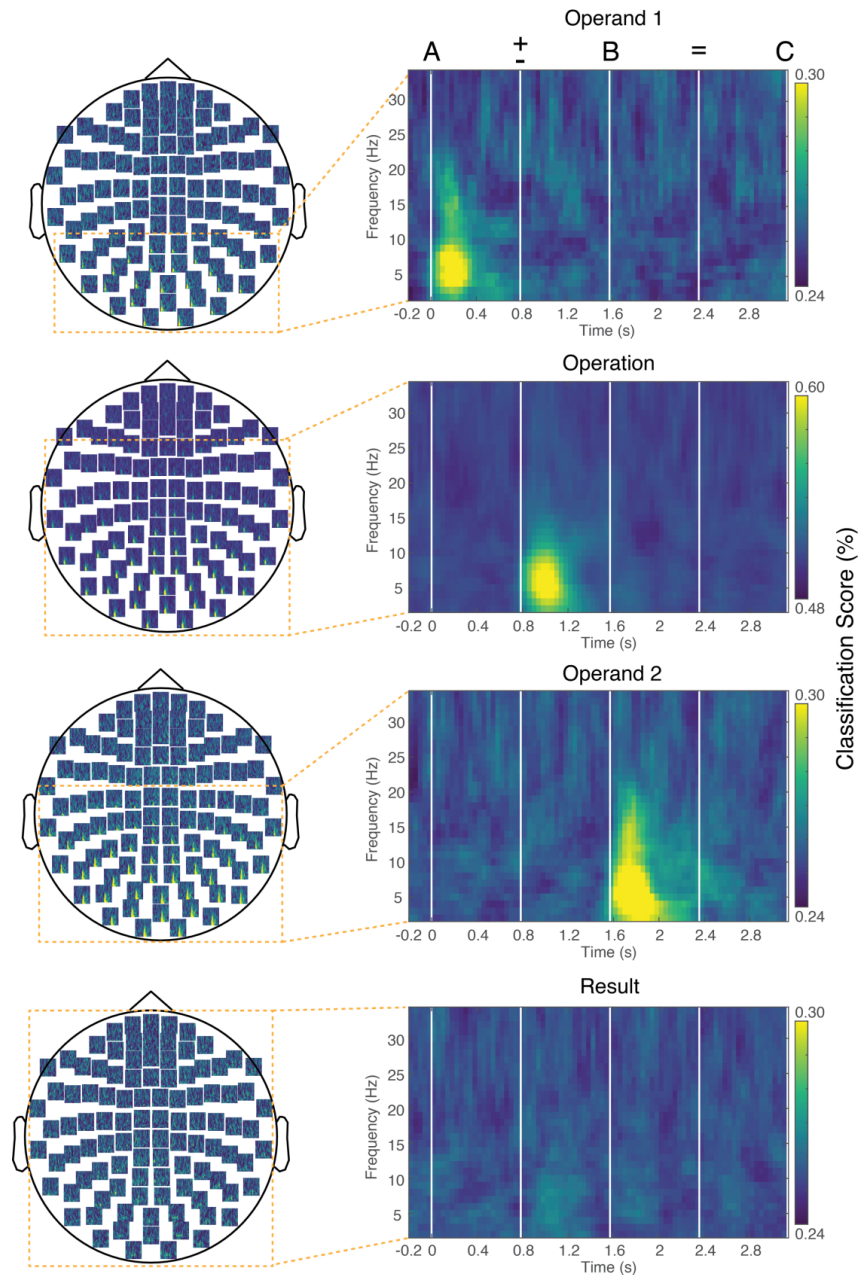 Operand 1
A + - B = C
0.30
Frequency (Hz)
30
25
20
15
10
5
0.24
-0.2 0 0.4 0.8 1.2 1.6 2 2.4 2.8
Time (s)
Operation
0.60
Frequency (Hz)
30
25
20
15
10
5
0.48
-0.2 0 0.4 0.8 1.2 1.6 2 2.4 2.8
Time (s)
Classification Score (%)
Operand 2
0.30
Frequency (Hz)
30
25
20
15
10
5
0.24
-0.2 0 0.4 0.8 1.2 1.6 2 2.4 2.8
Time (s)
Result
0.30
Frequency (Hz)
30
25
20
15
10
5
0.24
-0.2 0 0.4 0.8 1.2 1.6 2 2.4 2.8
Time (s)